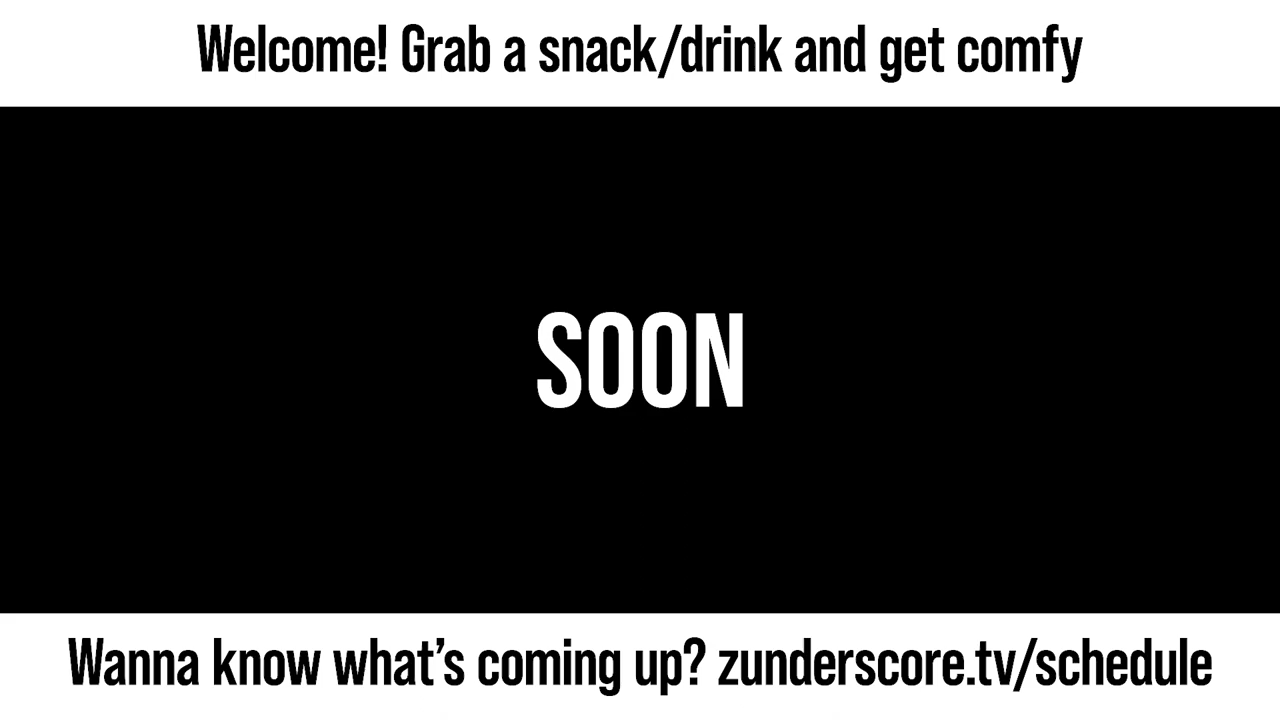 Welcome! Grab a snack/drink and get comfy
SOON
Wanna know what’s coming up? zunderscore.tv/schedule